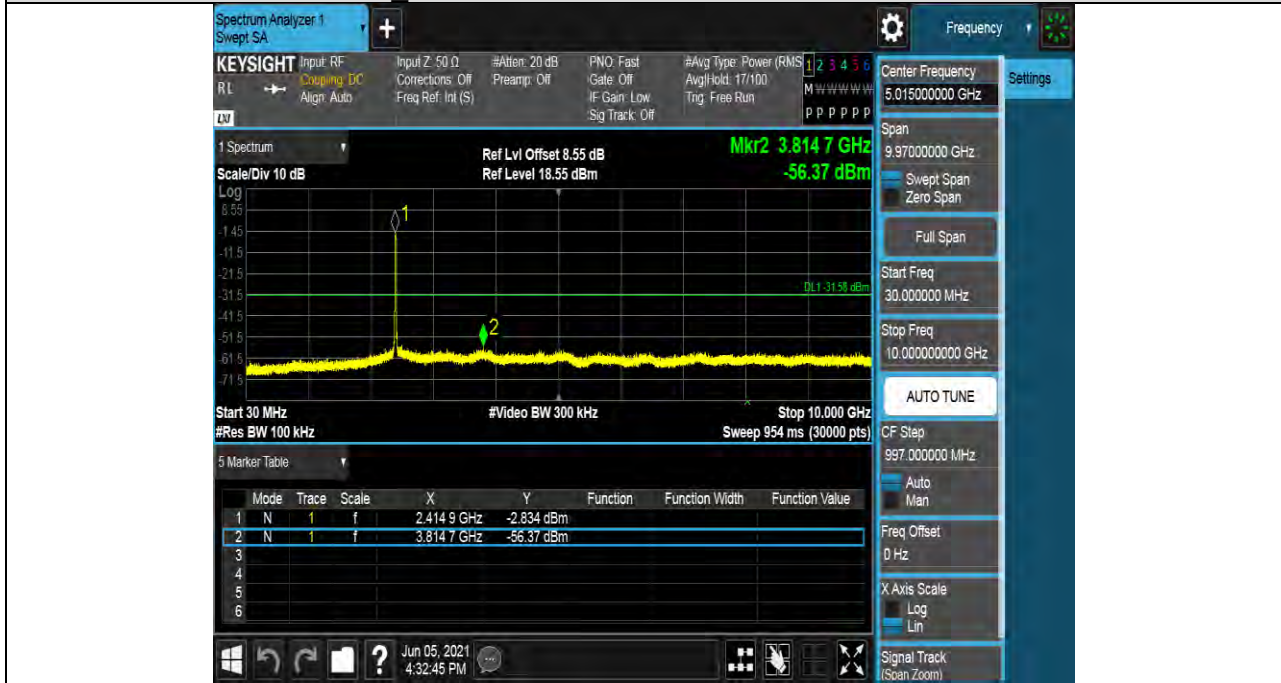 Spectrum Analyzer 1
Swept SA
+
Frequency
KEYSIGHT
RL
LXI
Input: RF
Coupling: DC
Align: Auto
Input Z: 50 Ω
Corrections: Off
Freq Ref: Int (S)
#Atten: 20 dB
Preamp: Off
PNO: Fast
Gate: Off
IF Gain: Low
Sig Track: Off
#Avg Type: Power (RMS
Avg|Hold: 17/100
Trig: Free Run
1 2 3 4 5 6
M W W W W W
P P P P P P
Center Frequency
5.015000000 GHz
Settings
1 Spectrum
Scale/Div 10 dB
Ref Lvl Offset 8.55 dB
Ref Level 18.55 dBm
Mkr2 3.814 7 GHz
-56.37 dBm
Log
8.55
-1.45
-11.5
-21.5
-31.5
-41.5
-51.5
-61.5
-71.5
1
2
DL1 -31.58 dBm
Start 30 MHz
#Res BW 100 kHz
#Video BW 300 kHz
Stop 10.000 GHz
Sweep 954 ms (30000 pts)
Span
9.97000000 GHz
Swept Span
Zero Span
Full Span
Start Freq
30.000000 MHz
Stop Freq
10.000000000 GHz
AUTO TUNE
CF Step
997.000000 MHz
Auto
Man
Freq Offset
0 Hz
X Axis Scale
Log
Lin
Signal Track
(Span Zoom)
5 Marker Table
Mode Trace Scale X Y Function Function Width Function Value
1 N 1 f 2.414 9 GHz -2.834 dBm
2 N 1 f 3.814 7 GHz -56.37 dBm
3
4
5
6
?
Jun 05, 2021
4:32:45 PM